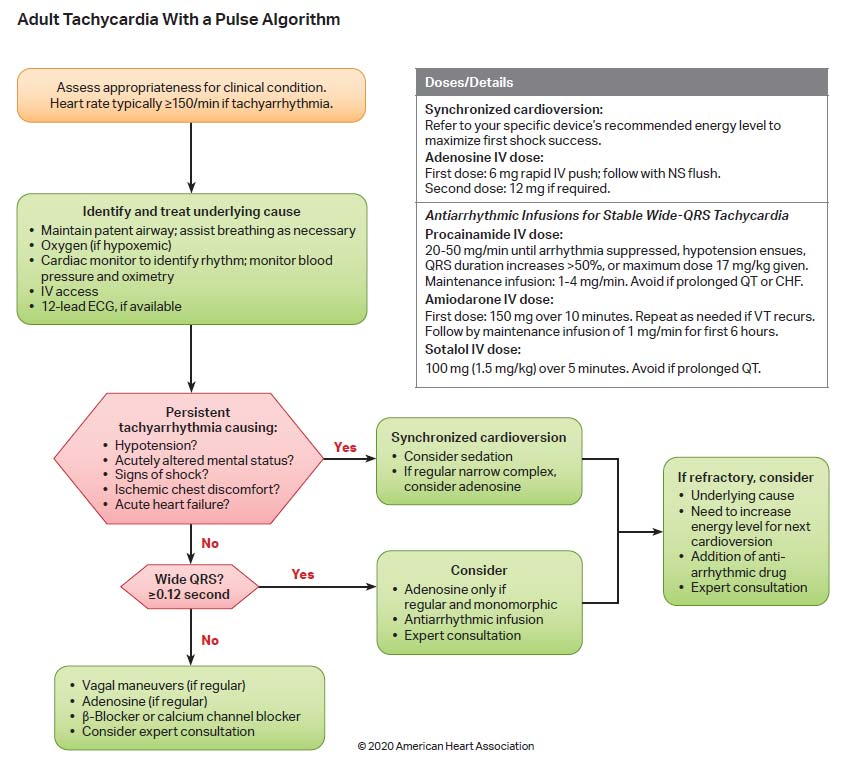 Adult Tachycardia With a Pulse Algorithm
Assess appropriateness for clinical condition.
Heart rate typically ≥150/min if tachyarrhythmia.
Identify and treat underlying cause
• Maintain patent airway; assist breathing as necessary
• Oxygen (if hypoxemic)
• Cardiac monitor to identify rhythm; monitor blood
pressure and oximetry
• IV access
• 12-lead ECG, if available
Persistent
tachyarrhythmia causing:
• Hypotension?
• Acutely altered mental status?
• Signs of shock?
• Ischemic chest discomfort?
• Acute heart failure?
Yes
Synchronized cardioversion
• Consider sedation
• If regular narrow complex,
consider adenosine
If refractory, consider
• Underlying cause
• Need to increase
energy level for next
cardioversion
• Addition of anti-
arrhythmic drug
• Expert consultation
No
Wide QRS?
≥0.12 second
Yes
Consider
• Adenosine only if
regular and monomorphic
• Antiarrhythmic infusion
• Expert consultation
No
• Vagal maneuvers (if regular)
• Adenosine (if regular)
• β-Blocker or calcium channel blocker
• Consider expert consultation
Doses/Details
Synchronized cardioversion:
Refer to your specific device's recommended energy level to
maximize first shock success.
Adenosine IV dose:
First dose: 6 mg rapid IV push; follow with NS flush.
Second dose: 12 mg if required.
Antiarrhythmic Infusions for Stable Wide-QRS Tachycardia
Procainamide IV dose:
20-50 mg/min until arrhythmia suppressed, hypotension ensues,
QRS duration increases >50%, or maximum dose 17 mg/kg given.
Maintenance infusion: 1-4 mg/min. Avoid if prolonged QT or CHF.
Amiodarone IV dose:
First dose: 150 mg over 10 minutes. Repeat as needed if VT recurs.
Follow by maintenance infusion of 1 mg/min for first 6 hours.
Sotalol IV dose:
100 mg (1.5 mg/kg) over 5 minutes. Avoid if prolonged QT.
© 2020 American Heart Association